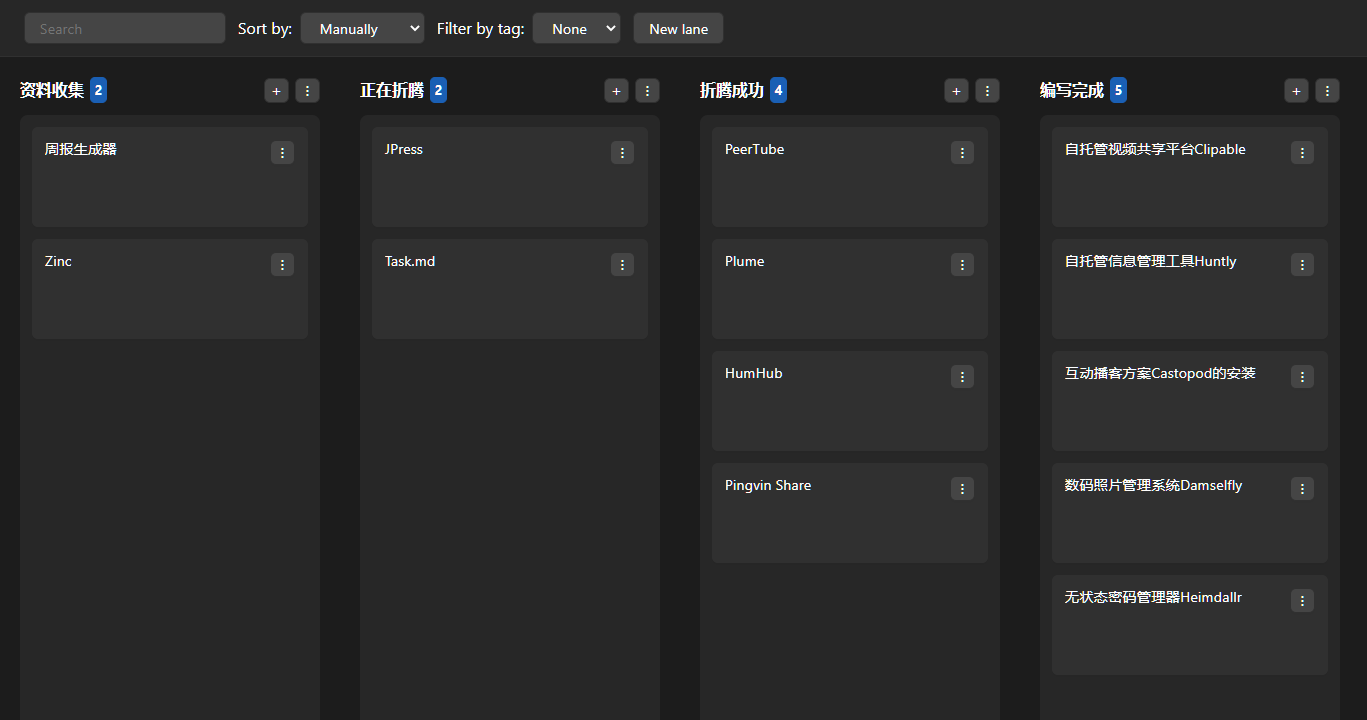 Search Sort by: Manually Filter by tag: None New lane
资料收集 2 + ⋮
周报生成器 ⋮
Zinc ⋮
正在折腾 2 + ⋮
JPress ⋮
Task.md ⋮
折腾成功 4 + ⋮
PeerTube ⋮
Plume ⋮
HumHub ⋮
Pingvin Share ⋮
编写完成 5 + ⋮
自托管视频共享平台Clipable ⋮
自托管信息管理工具Huntly ⋮
互动播客方案Castopod的安装 ⋮
数码照片管理系统Damselfly ⋮
无状态密码管理器Heimdallr ⋮